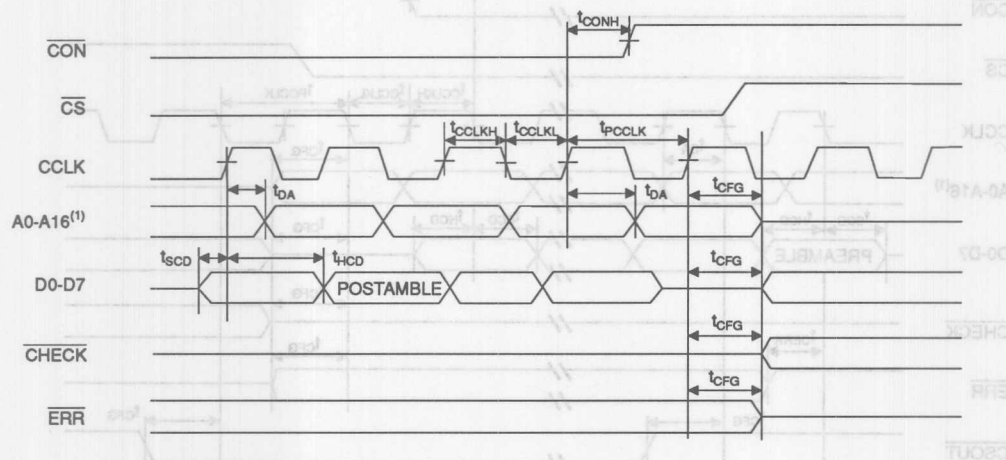 tCONH
CON
CS
tCCLKH tCCLKL tPCCLK
CCLK
tDA tDA tCFG
A0-A16(1)
tSCD tHCD tCFG
D0-D7 POSTAMBLE
tCFG
CHECK
tCFG
ERR